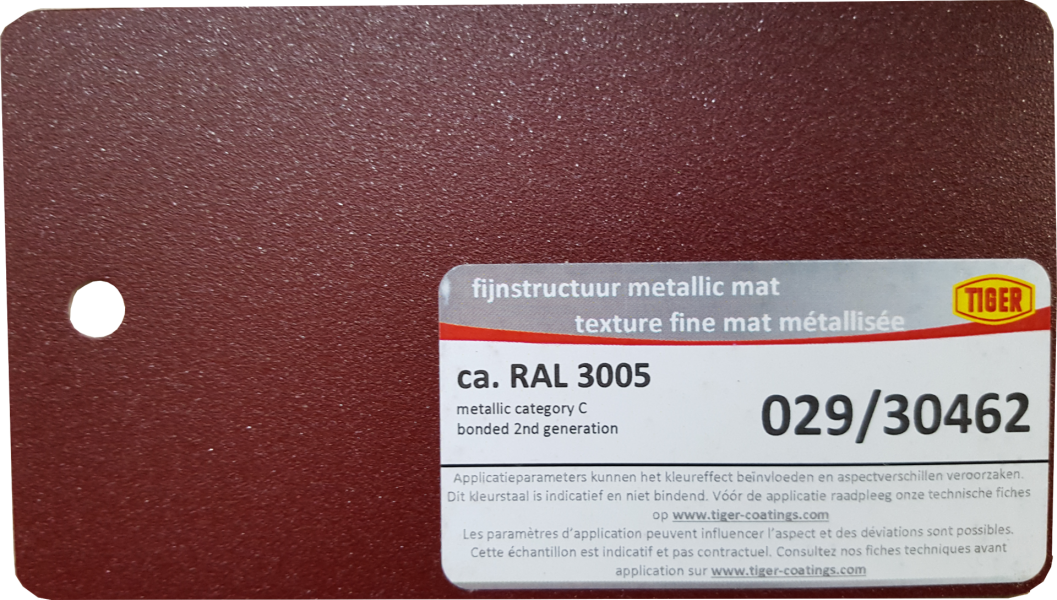 fijnstructuur metallic mat
TIGER
texture fine mat métallisée
ca. RAL 3005
metallic category C
bonded 2nd generation
029/30462
Applicatieparameters kunnen het kleureffect beïnvloeden en aspectverschillen veroorzaken.
Dit kleurstaal is indicatief en niet bindend. Vóór de applicatie raadpleeg onze technische fiches
op www.tiger-coatings.com
Les paramètres d'application peuvent influencer l'aspect et des déviations sont possibles.
Cette échantillon est indicatif et pas contractuel. Consultez nos fiches techniques avant
application sur www.tiger-coatings.com